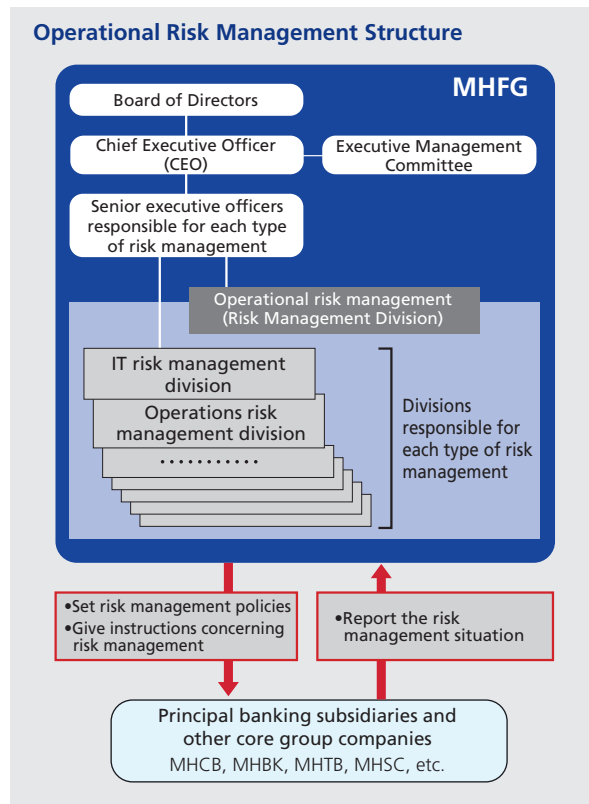 Operational Risk Management Structure
MHFG
Board of Directors
Chief Executive Officer
(CEO)
Executive Management
Committee
Senior executive officers
responsible for each type
of risk management
Operational risk management
(Risk Management Division)
IT risk management
division
Operations risk
management division
···········
Divisions
responsible for
each type of risk
management
•Set risk management policies
•Give instructions concerning
risk management
•Report the risk
management situation
Principal banking subsidiaries and
other core group companies
MHCB, MHBK, MHTB, MHSC, etc.